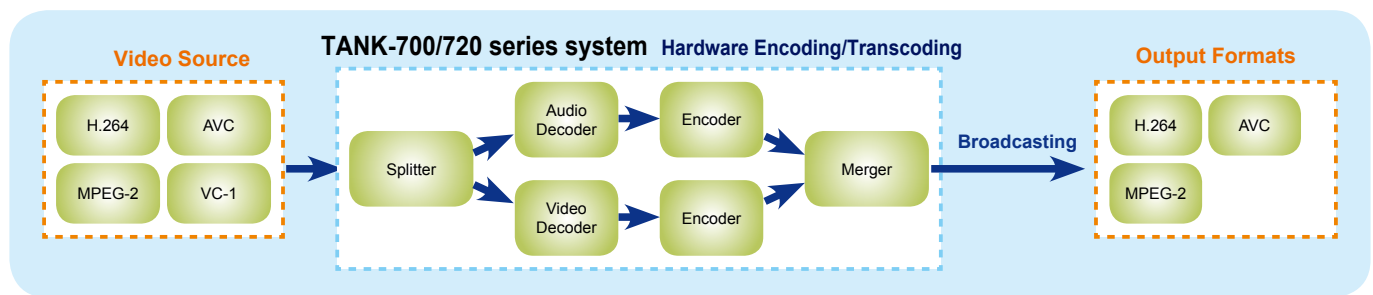 TANK-700/720 series system Hardware Encoding/Transcoding
Video Source
H.264
AVC
MPEG-2
VC-1
Splitter
Audio
Decoder
Encoder
Video
Decoder
Encoder
Merger
Broadcasting
Output Formats
H.264
AVC
MPEG-2